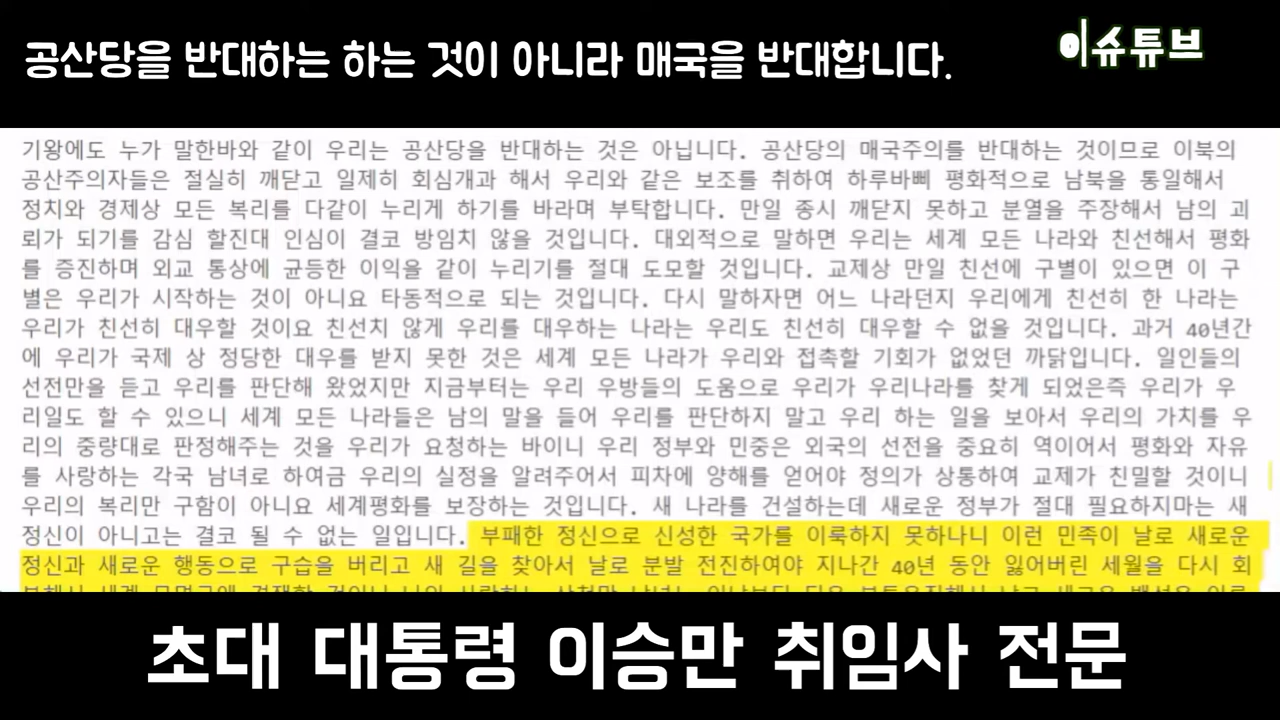 공산당을 반대하는 하는 것이 아니라 매국을 반대합니다.
이슈튜브
기왕에도 누가 말한바와 같이 우리는 공산당을 반대하는 것은 아닙니다. 공산당의 매국주의를 반대하는 것이므로 이북의
공산주의자들은 절실히 깨닫고 일제히 회심개과 해서 우리와 같은 보조를 취하여 하루바삐 평화적으로 남북을 통일해서
정치와 경제상 모든 복리를 다같이 누리게 하기를 바라며 부탁합니다. 만일 종시 깨닫지 못하고 분열을 주장해서 남의 괴
뢰가 되기를 감심 할진대 인심이 결코 방임치 않을 것입니다. 대외적으로 말하면 우리는 세계 모든 나라와 친선해서 평화
를 증진하며 외교 통상에 균등한 이익을 같이 누리기를 절대 도모할 것입니다. 교제상 만일 친선에 구별이 있으면 이 구
별은 우리가 시작하는 것이 아니요 타동적으로 되는 것입니다. 다시 말하자면 어느 나라던지 우리에게 친선히 한 나라는
우리가 친선히 대우할 것이요 친선치 않게 우리를 대우하는 나라는 우리도 친선히 대우할 수 없을 것입니다. 과거 40년간
에 우리가 국제 상 정당한 대우를 받지 못한 것은 세계 모든 나라가 우리와 접촉할 기회가 없었던 까닭입니다. 일인들의
선전만을 듣고 우리를 판단해 왔었지만 지금부터는 우리 우방들의 도움으로 우리가 우리나라를 찾게 되었은즉 우리가 우
리일도 할 수 있으니 세계 모든 나라들은 남의 말을 들어 우리를 판단하지 말고 우리 하는 일을 보아서 우리의 가치를 우
리의 중량대로 판정해주는 것을 우리가 요청하는 바이니 우리 정부와 민중은 외국의 선전을 중요히 역이어서 평화와 자유
를 사랑하는 각국 남녀로 하여금 우리의 실정을 알려주어서 피차에 양해를 얻어야 정의가 상통하여 교제가 친밀할 것이니
우리의 복리만 구함이 아니요 세계평화를 보장하는 것입니다. 새 나라를 건설하는데 새로운 정부가 절대 필요하지마는 새
정신이 아니고는 결코 될 수 없는 일입니다. 부패한 정신으로 신성한 국가를 이룩하지 못하나니 이런 민족이 날로 새로운
정신과 새로운 행동으로 구습을 버리고 새 길을 찾아서 날로 분발 전진하여야 지나간 40년 동안 잃어버린 세월을 다시 회
초대 대통령 이승만 취임사 전문